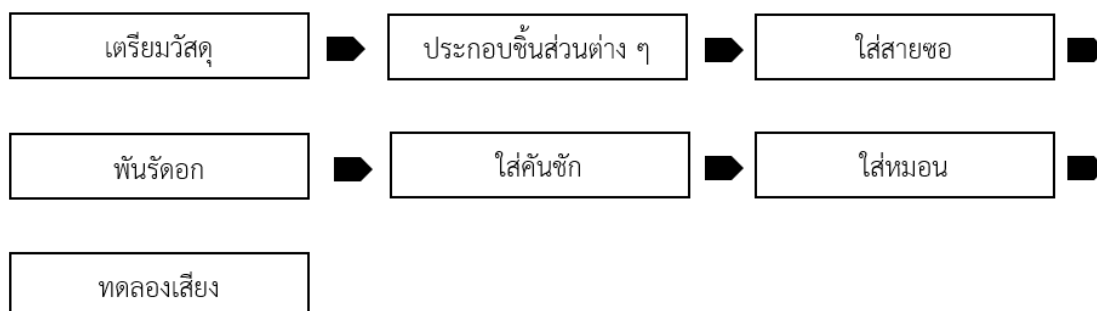 เตรียมวัสดุ
ประกอบชิ้นส่วนต่าง ๆ
ใส่สายซอ
พันรัดอก
ใส่คันชัก
ใส่หมอน
ทดลองเสียง